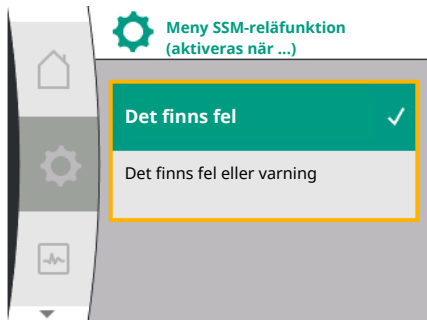 Meny SSM-reläfunktion
(aktiveras när ...)
Det finns fel
Det finns fel eller varning